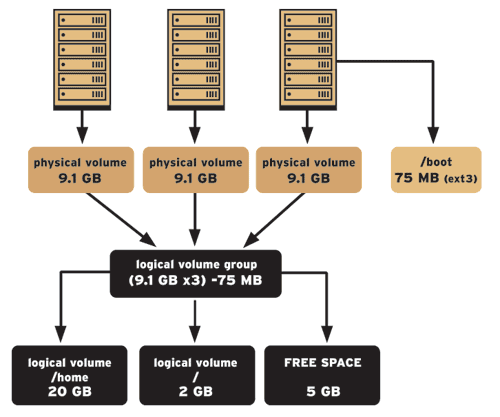 physical volume
9.1 GB
physical volume
9.1 GB
physical volume
9.1 GB
/boot
75 MB (ext3)
logical volume group
(9.1 GB x3) -75 MB
logical volume
/home
20 GB
logical volume
/
2 GB
FREE SPACE
5 GB